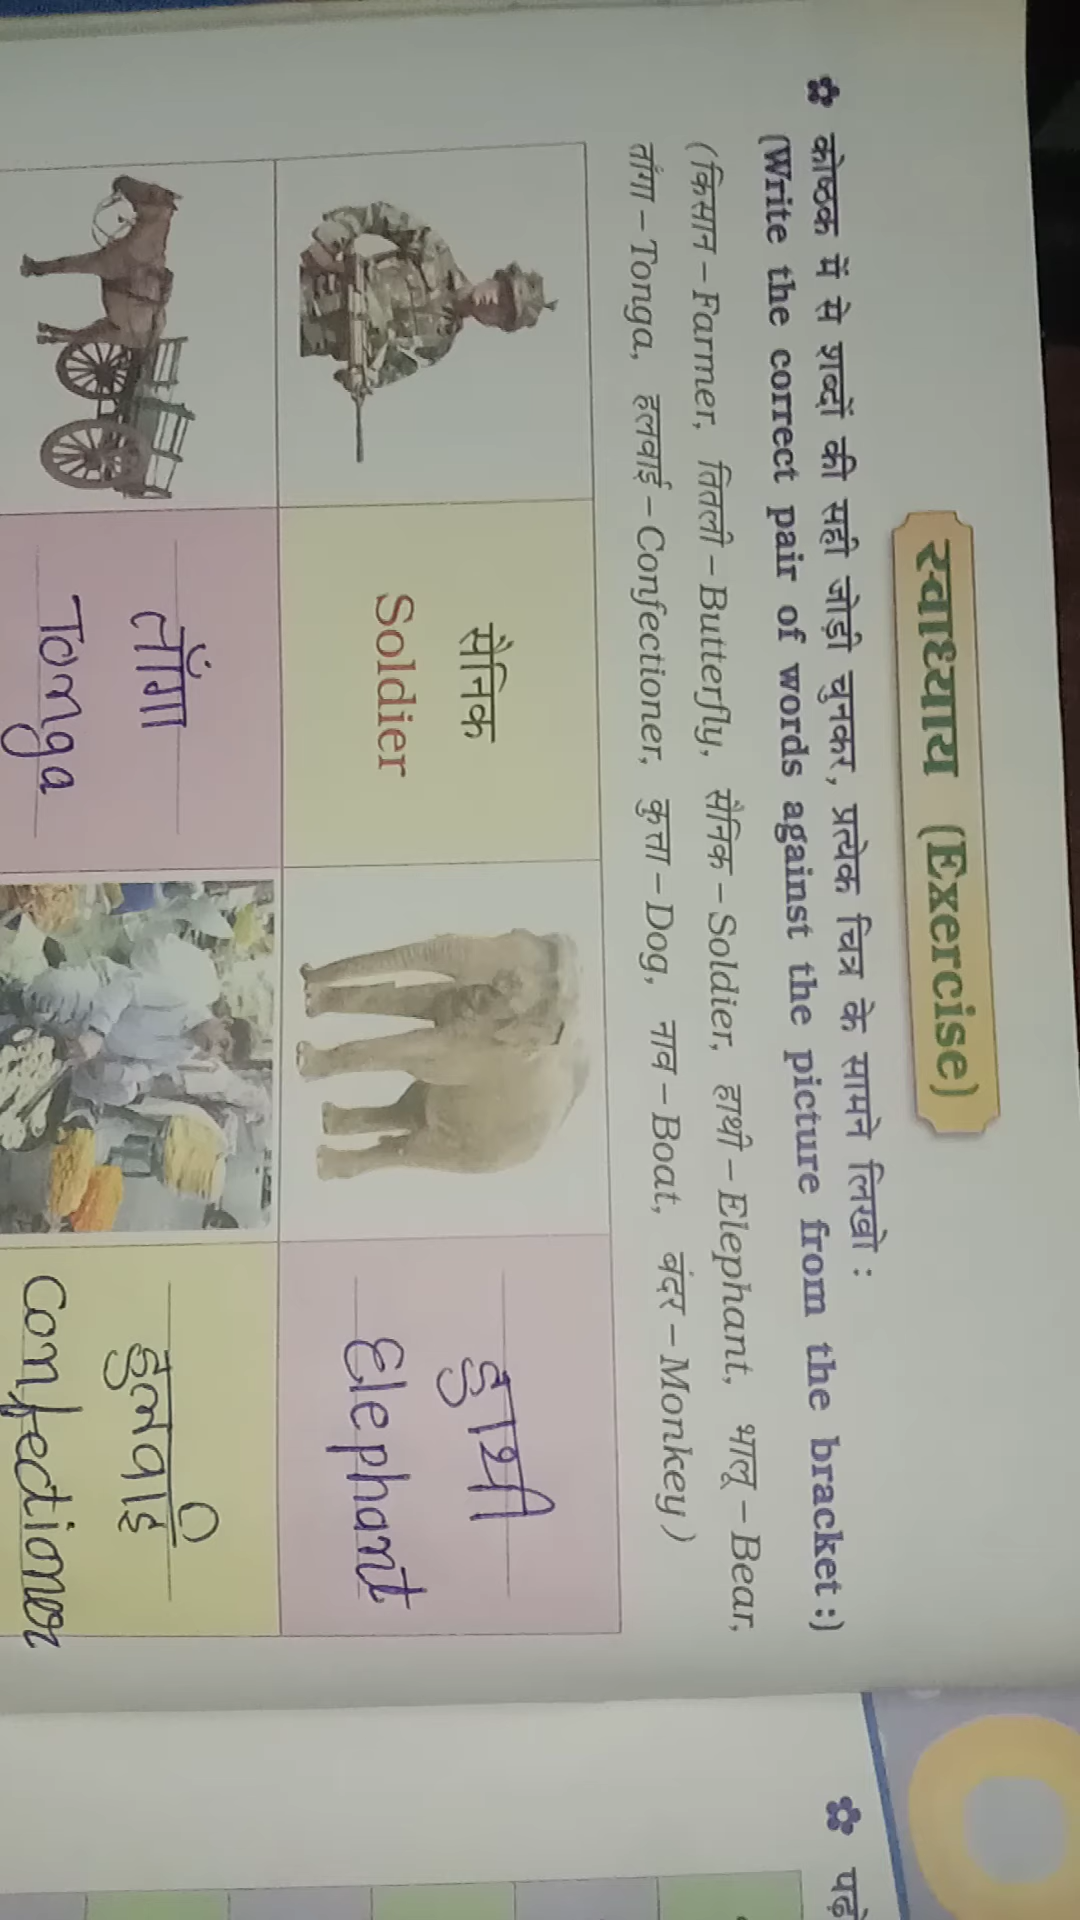 स्वाध्याय (Exercise)
✽ कोष्ठक में से शब्दों की सही जोड़ी चुनकर, प्रत्येक चित्र के सामने लिखो :
(Write the correct pair of words against the picture from the bracket :)
(किसान – Farmer, तितली – Butterfly, सैनिक – Soldier, हाथी – Elephant, भालू – Bear,
तांगा – Tonga, हलवाई – Confectioner, कुत्ता – Dog, नाव – Boat, बंदर – Monkey)
सैनिक
Soldier
हाथी
Elephant
ताँगा
Tonga
हलवाई
Confectioner
✽ पढ़ो